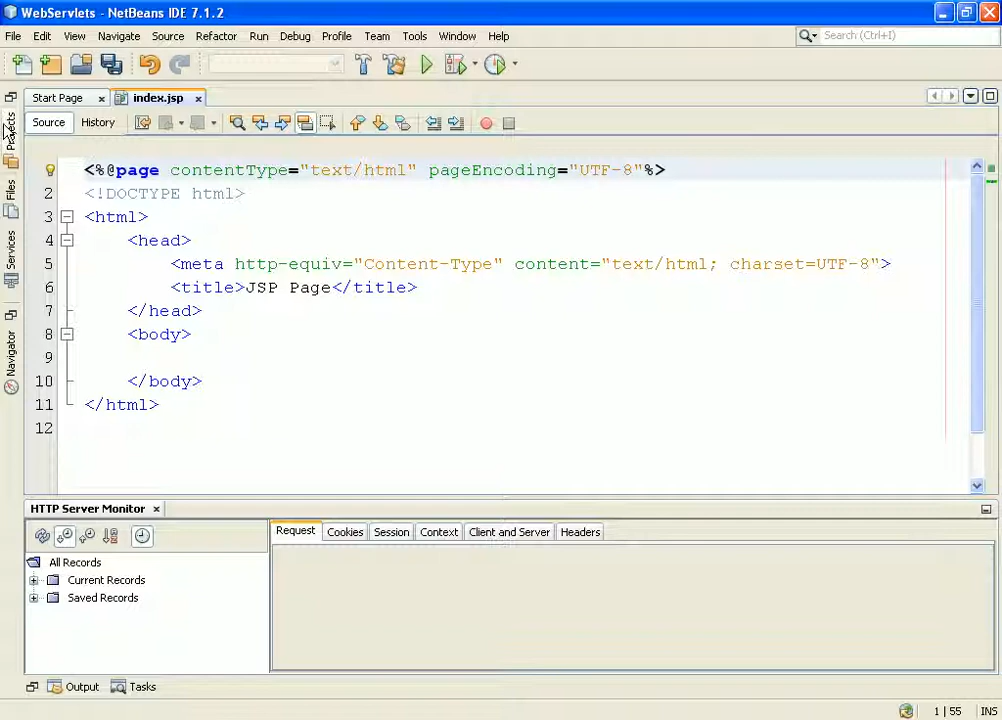 WebServlets - NetBeans IDE 7.1.2
File Edit View Navigate Source Refactor Run Debug Profile Team Tools Window Help
Search (Ctrl+I)
Start Page index.jsp
Source History
Projects
Files
Services
Navigator
<%@page contentType="text/html" pageEncoding="UTF-8"%>
2 <!DOCTYPE html>
3 <html>
4 <head>
5 <meta http-equiv="Content-Type" content="text/html; charset=UTF-8">
6 <title>JSP Page</title>
7 </head>
8 <body>
9
10 </body>
11 </html>
12
HTTP Server Monitor
Request Cookies Session Context Client and Server Headers
All Records
Current Records
Saved Records
Output Tasks
1 | 55 INS